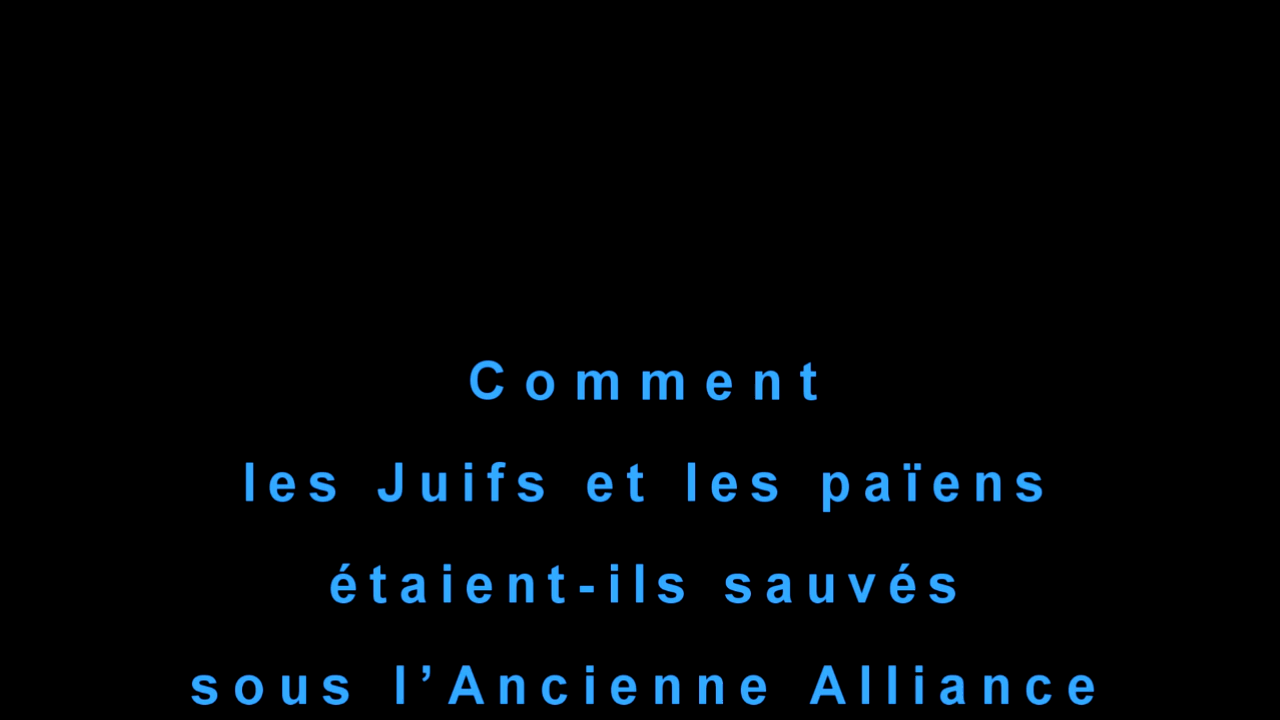 Comment
les Juifs et les païens
étaient-ils sauvés
sous l’Ancienne Alliance